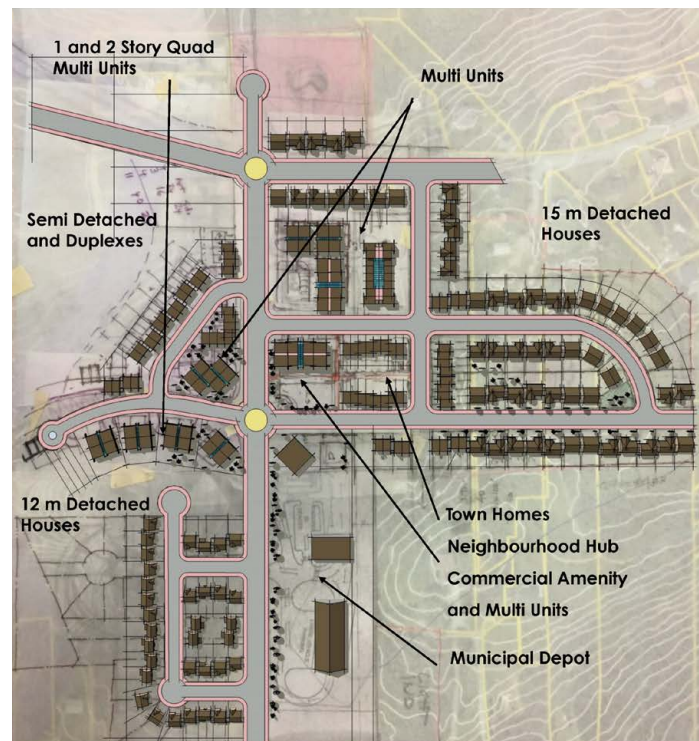 1 and 2 Story Quad
Multi Units
Multi Units
Semi Detached
and Duplexes
15 m Detached
Houses
12 m Detached
Houses
Town Homes
Neighbourhood Hub
Commercial Amenity
and Multi Units
Municipal Depot